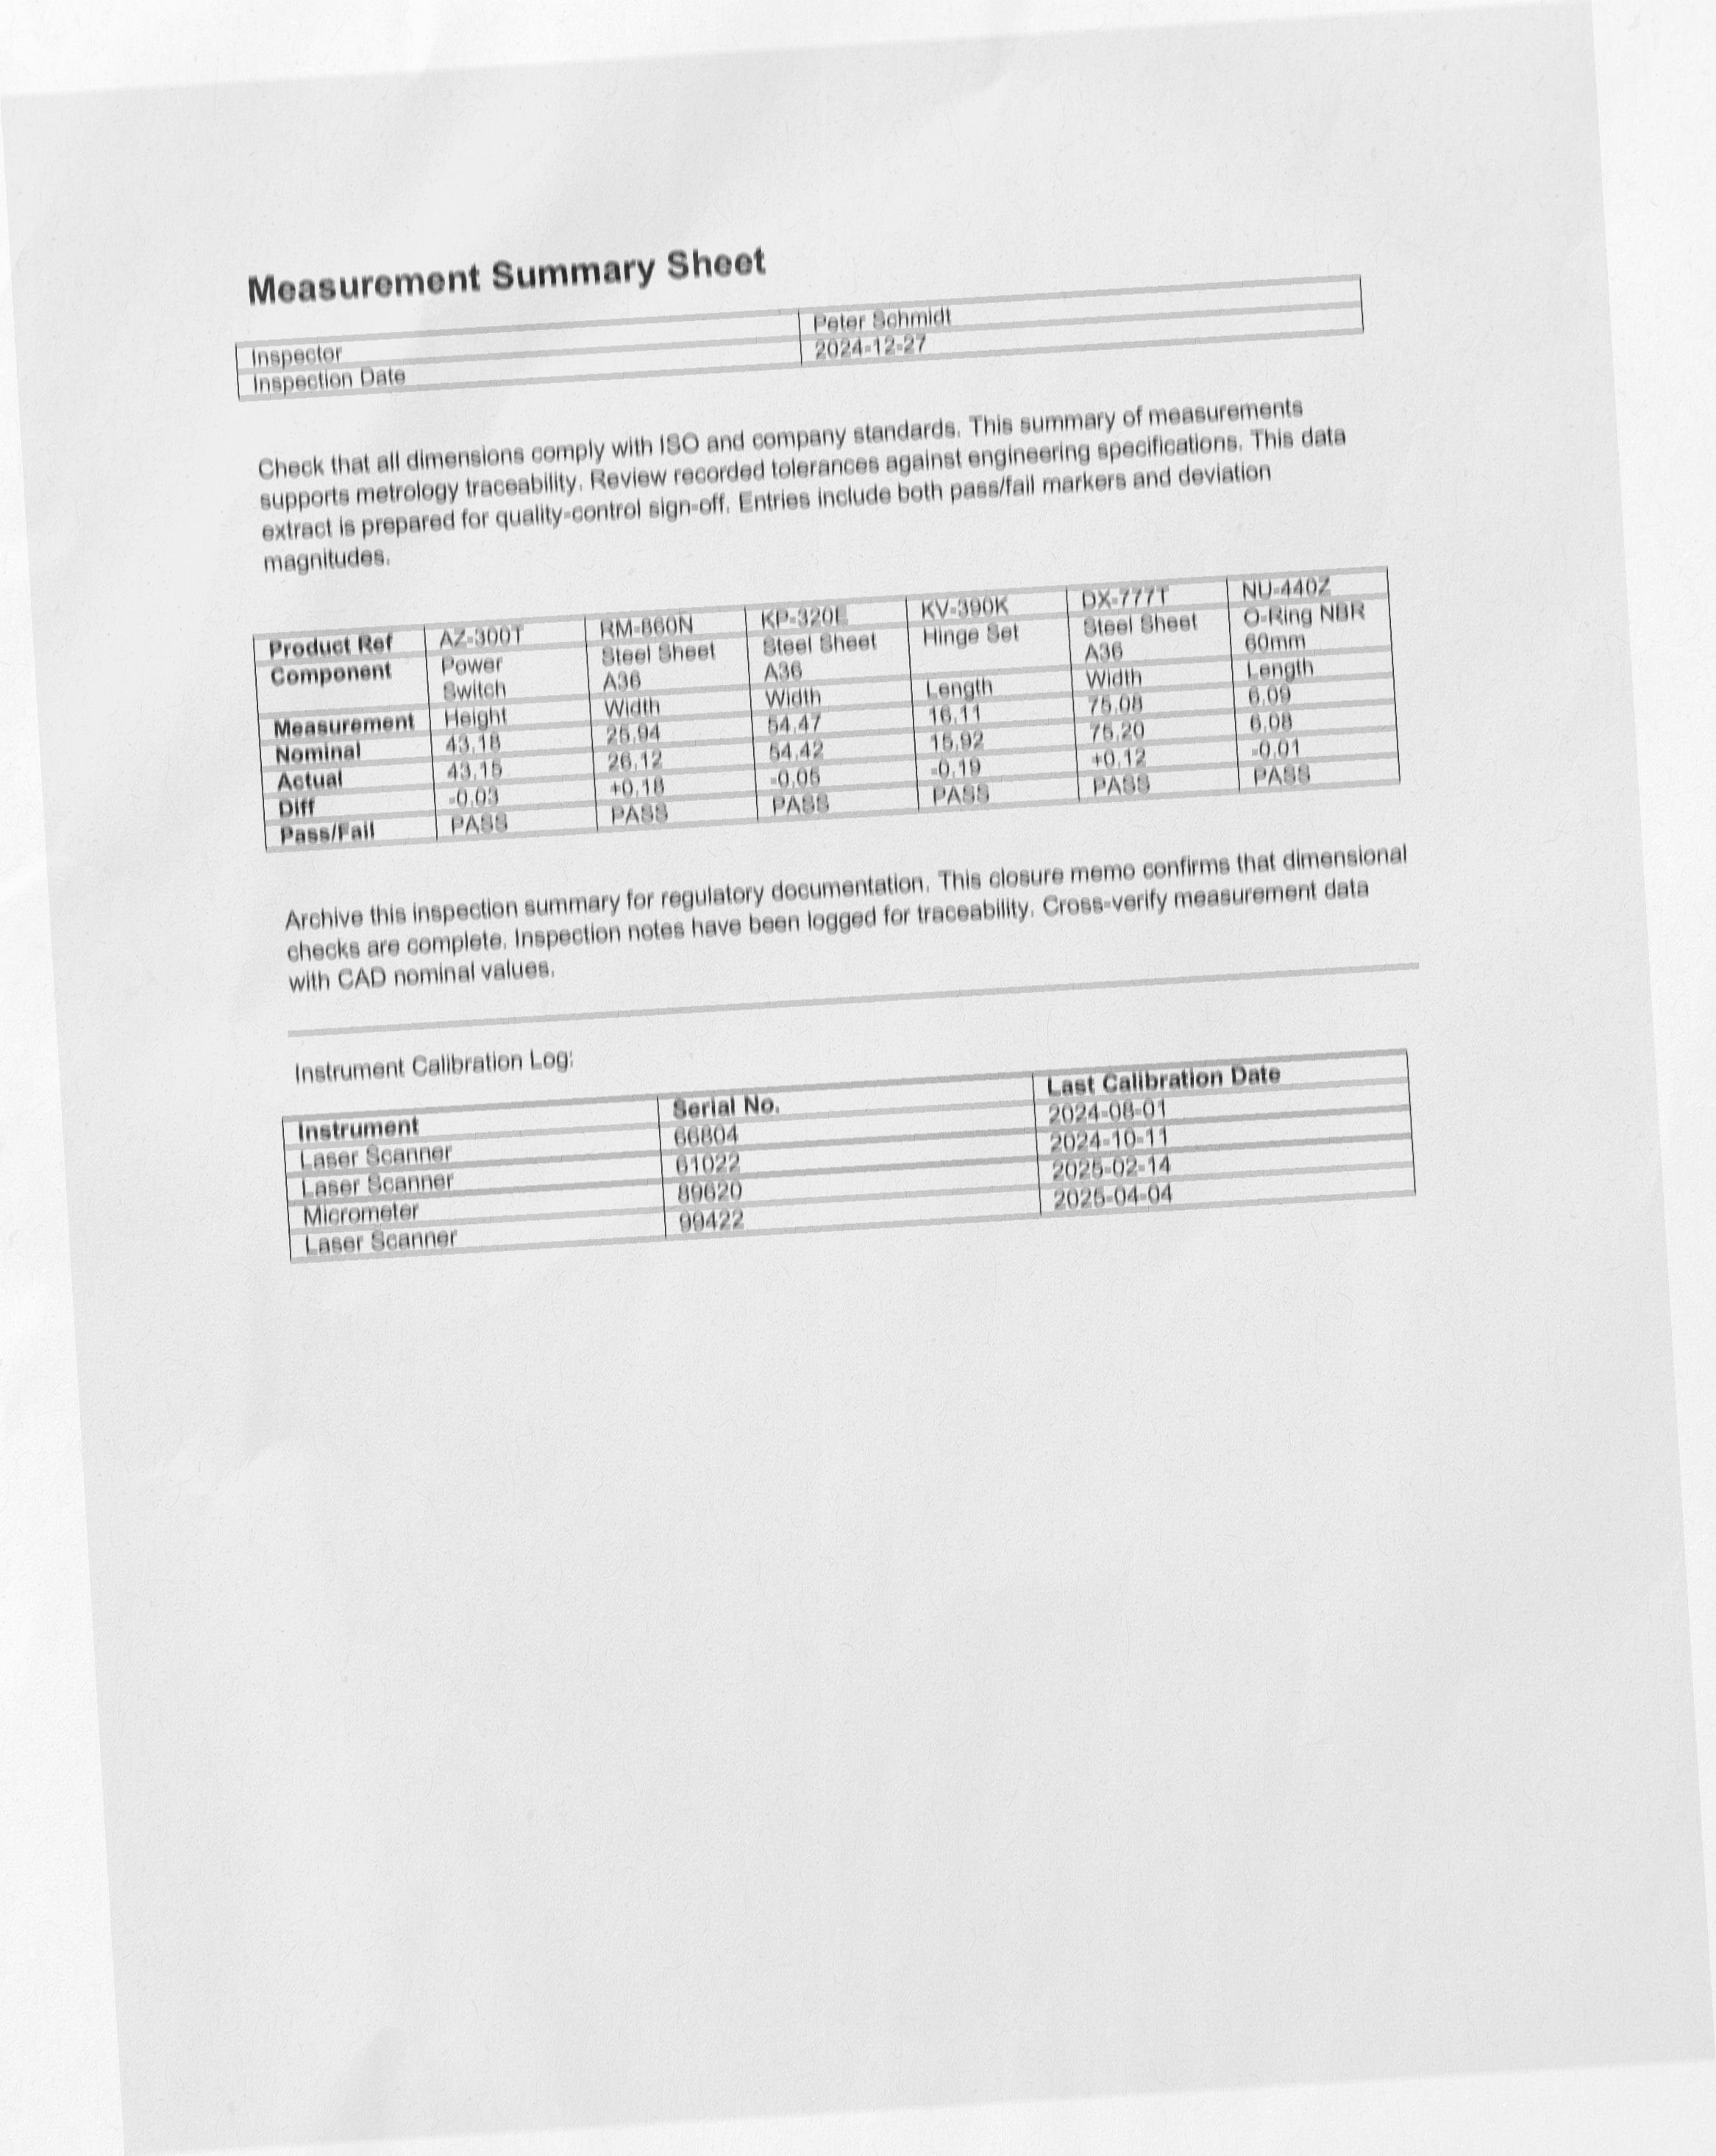 Measurement Summary Sheet
Inspector Peter Schmidt
Inspection Date 2024-12-27
Check that all dimensions comply with ISO and company standards. This summary of measurements
supports metrology traceability. Review recorded tolerances against engineering specifications. This data
extract is prepared for quality-control sign-off. Entries include both pass/fail markers and deviation
magnitudes.
Product Ref AZ-300T RM-860N KP-320E KV-390K DX-777T NU-440Z
Component Power Steel Sheet Steel Sheet Hinge Set Steel Sheet O-Ring NBR
Switch A36 A36 A36 60mm
Measurement Height Width Width Length Width Length
Nominal 43.18 25.94 54.47 16.11 75.08 6.09
Actual 43.15 26.12 54.42 15.92 75.20 6.08
Diff -0.03 +0.18 -0.05 -0.19 +0.12 -0.01
Pass/Fail PASS PASS PASS PASS PASS PASS
Archive this inspection summary for regulatory documentation. This closure memo confirms that dimensional
checks are complete. Inspection notes have been logged for traceability. Cross-verify measurement data
with CAD nominal values.
Instrument Calibration Log:
Instrument Serial No. Last Calibration Date
Laser Scanner 66804 2024-08-01
Laser Scanner 61022 2024-10-11
Micrometer 89620 2025-02-14
Laser Scanner 99422 2025-04-04